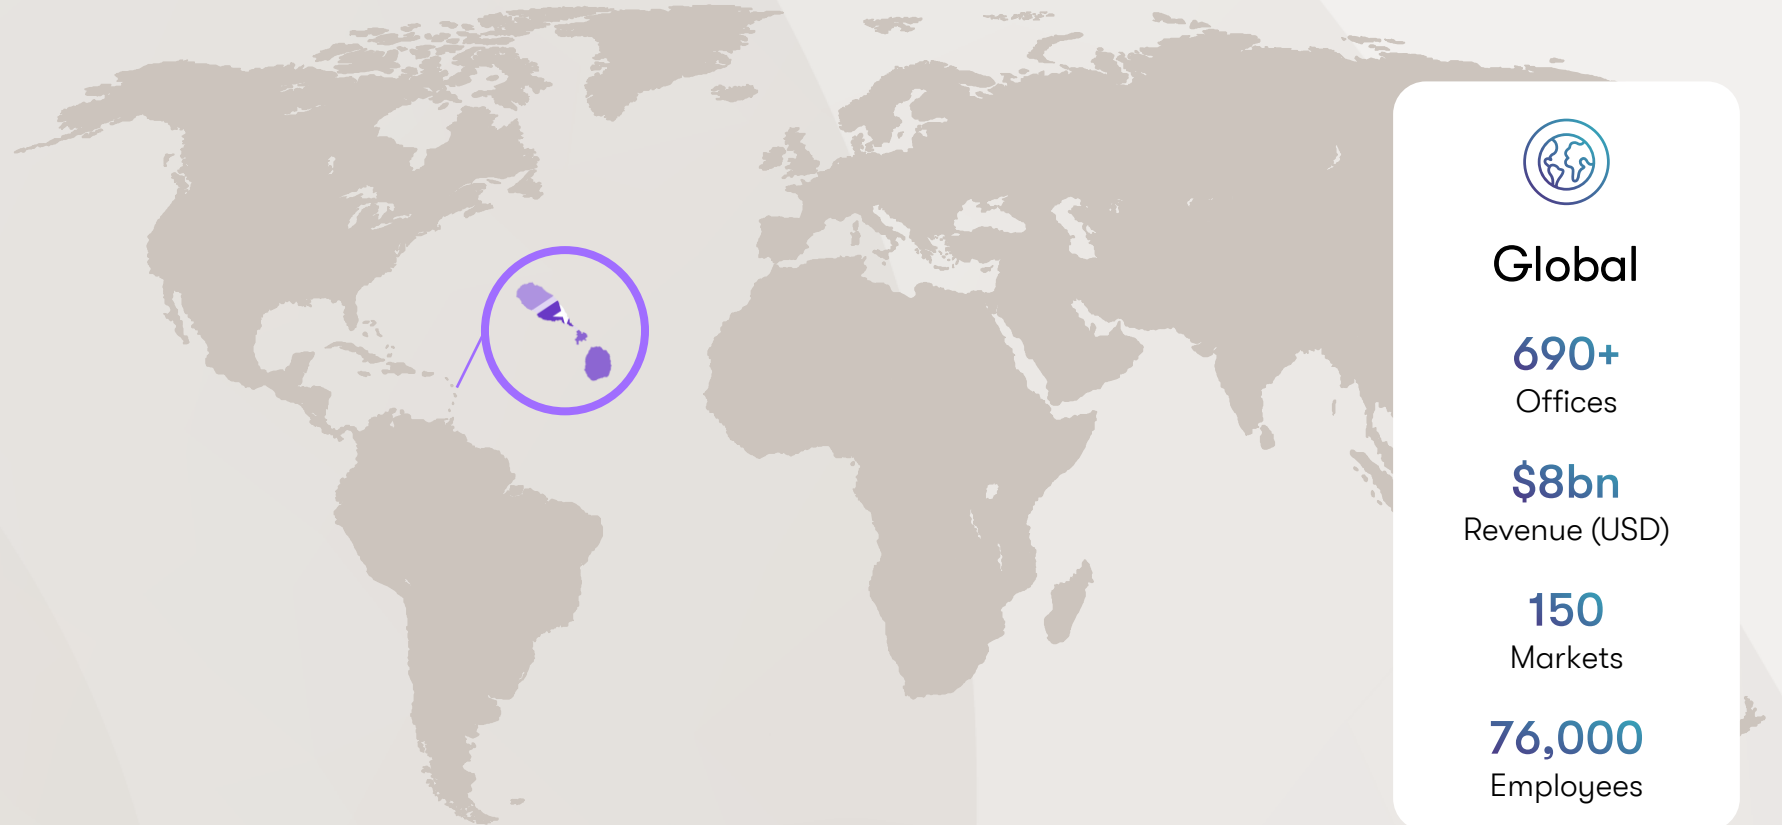 Global
690+
Offices
$8bn
Revenue (USD)
150
Markets
76,000
Employees